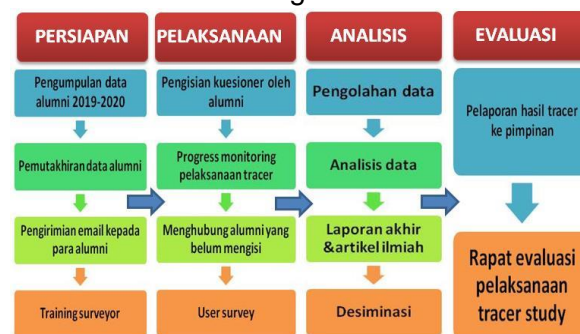 PERSIAPAN
Pengumpulan data
alumni 2019-2020
Pemutakhiran data alumni
Pengirimian email kepada
para alumni
Training surveyor
PELAKSANAAN
Pengisian kuesioner oleh
alumni
Progress monitoring
pelaksanaan tracer
Menghubung alumni yang
belum mengisi
User survey
ANALISIS
Pengolahan data
Analisis data
Laporan akhir
&artikel ilmiah
Desiminasi
EVALUASI
Pelaporan hasil tracer
ke pimpinan
Rapat evaluasi
pelaksanaan
tracer study